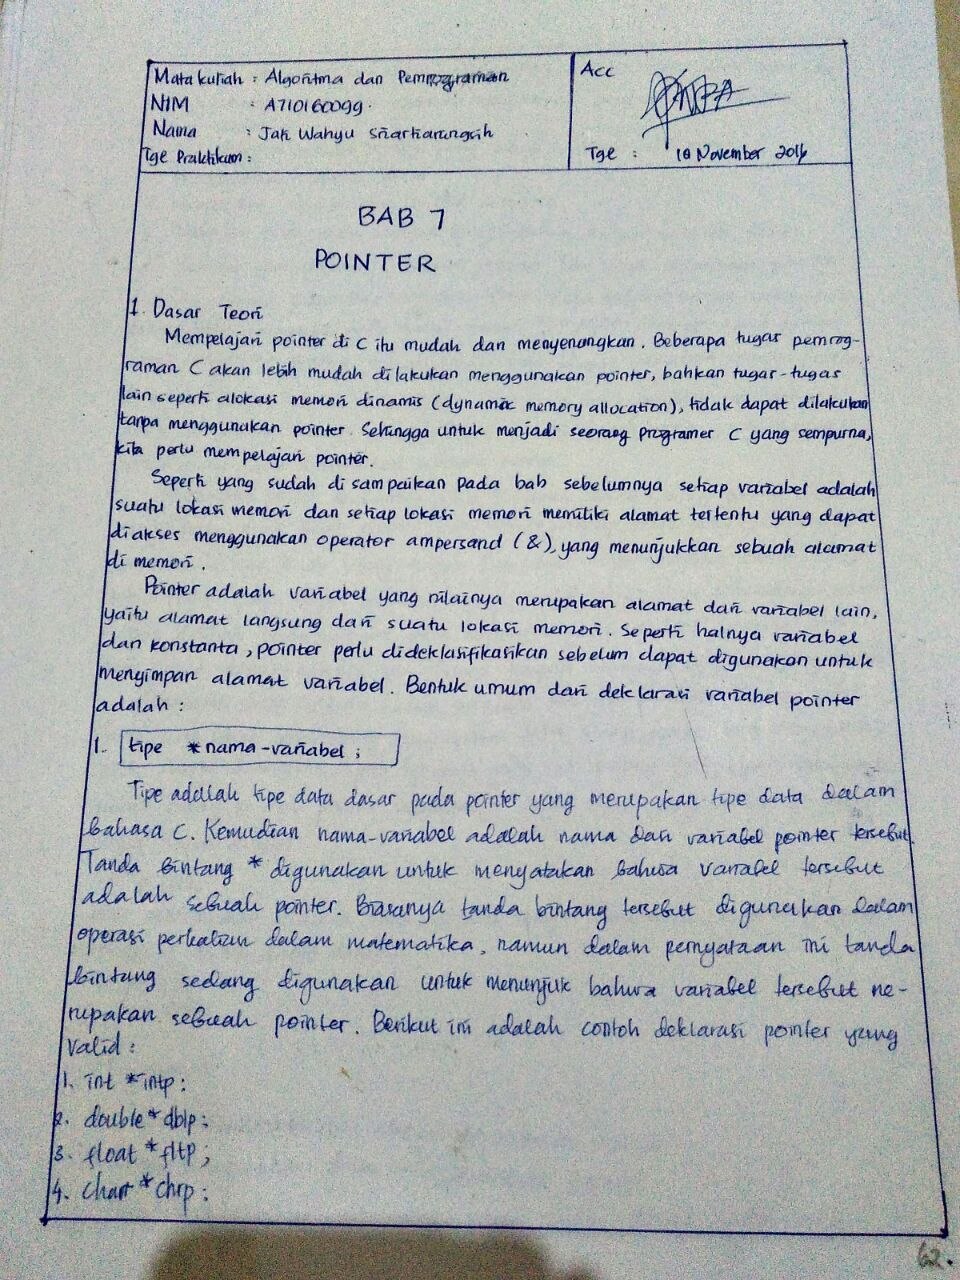 Mata kuliah : Algoritma dan Pemrograman
NIM : A710160099.
Nama : Jati Wahyu
Tgl Praktikum :
Acc
Tgl : November 2016
BAB 7
POINTER
1. Dasar Teori
Mempelajari pointer di C itu mudah dan menyenangkan. Beberapa tugas pemrog-
raman C akan lebih mudah dilakukan menggunakan pointer, bahkan tugas-tugas
lain seperti alokasi memori dinamis (dynamic memory allocation), tidak dapat dilakukan
tanpa menggunakan pointer. Sehingga untuk menjadi seorang programer C yang sempurna,
kita perlu mempelajari pointer.
Seperti yang sudah di sampaikan pada bab sebelumnya setiap variabel adalah
suatu lokasi memori dan setiap lokasi memori memiliki alamat tertentu yang dapat
diakses menggunakan operator ampersand (&), yang menunjukkan sebuah alamat
di memori.
Pointer adalah variabel yang nilainya merupakan alamat dari variabel lain,
yaitu alamat langsung dari suatu lokasi memori. Seperti halnya variabel
dan konstanta, pointer perlu dideklasifikasikan sebelum dapat digunakan untuk
menyimpan alamat variabel. Bentuk umum dari deklarasi variabel pointer
adalah :
1. tipe *nama-variabel ;
Tipe adalah tipe data dasar pada pointer yang merupakan tipe data dalam
bahasa C. Kemudian nama-variabel adalah nama dari variabel pointer tersebut.
Tanda bintang * digunakan untuk menyatakan bahwa variabel tersebut
adalah sebuah pointer. Biasanya tanda bintang tersebut digunakan dalam
operasi perkalian dalam matematika, namun dalam pernyataan ini tanda
bintang sedang digunakan untuk menunjuk bahwa variabel tersebut me-
rupakan sebuah pointer. Berikut ini adalah contoh deklarasi pointer yang
valid :
1. int *intp;
2. double *dblp;
3. float *fltp;
4. charr *chrp;
62.